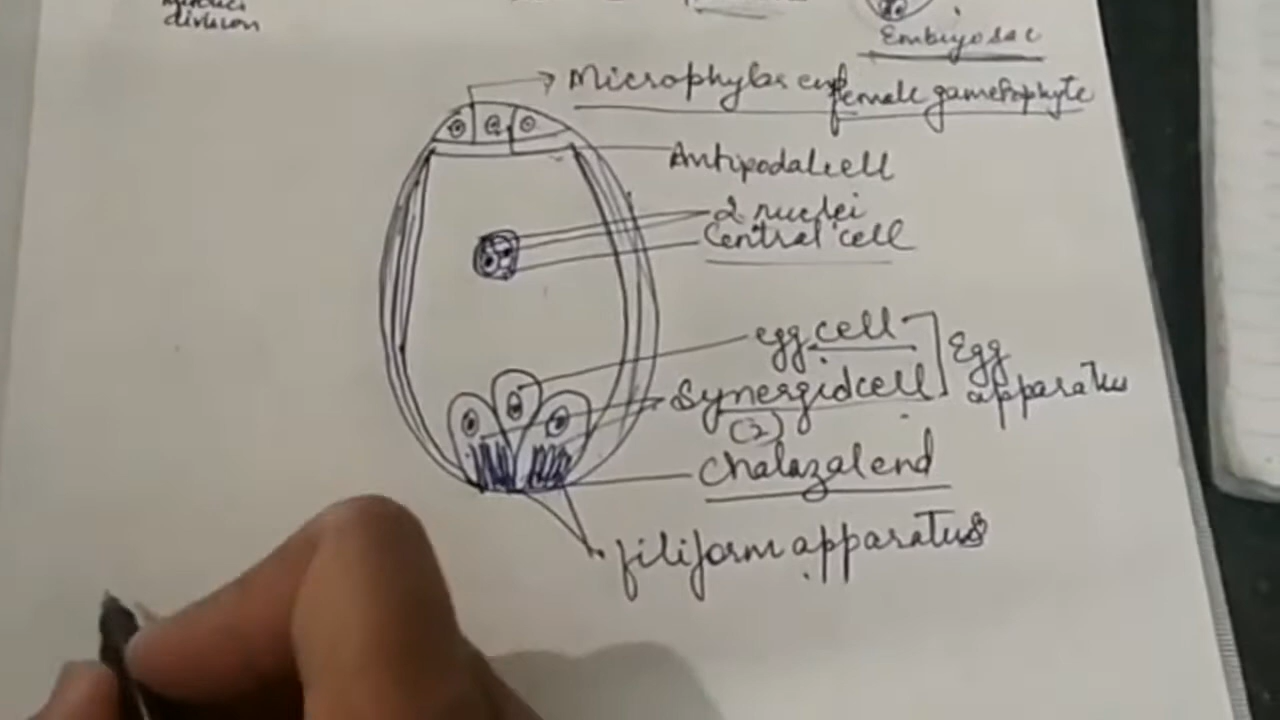 division
Embryosac
Microphylar end
female gametophyte
Antipodal cell
2 nuclei
Central cell
egg cell
Synergid cell
(2)
Egg
apparatus
Chalazal end
filiform apparatus